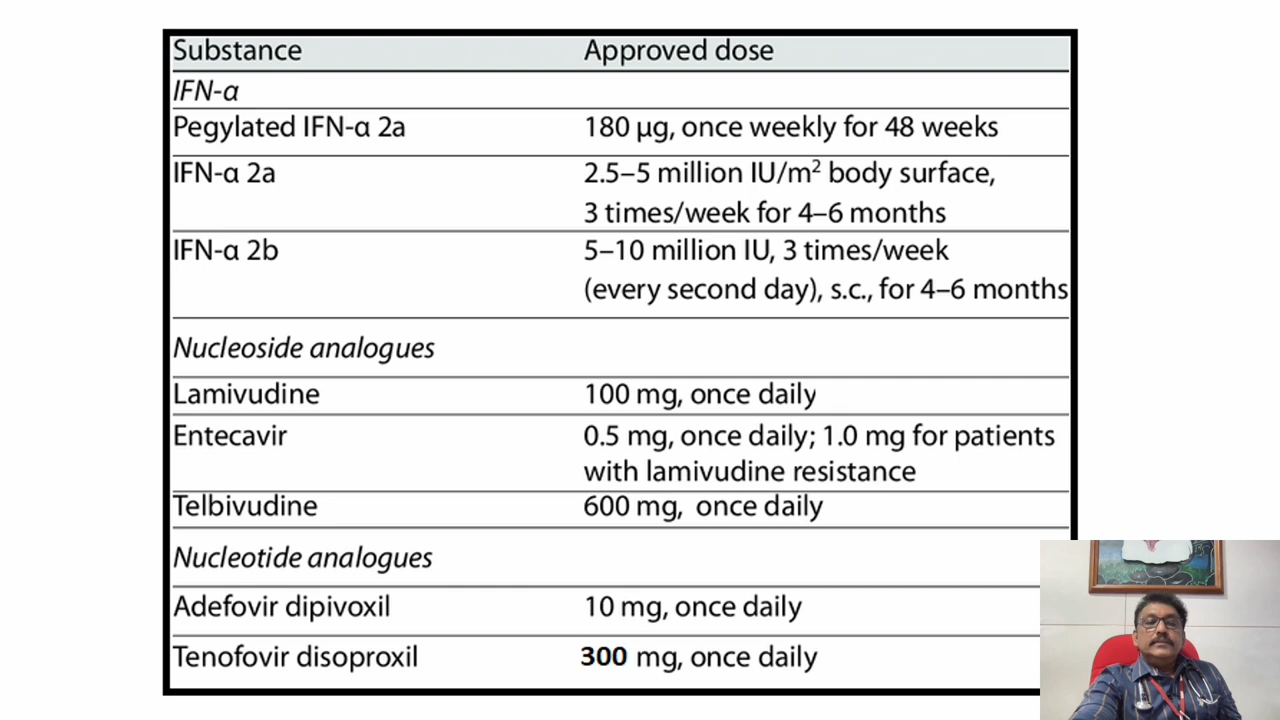 Substance Approved dose
IFN-α
Pegylated IFN-α 2a 180 µg, once weekly for 48 weeks
IFN-α 2a 2.5–5 million IU/m² body surface,
3 times/week for 4–6 months
IFN-α 2b 5–10 million IU, 3 times/week
(every second day), s.c., for 4–6 months
Nucleoside analogues
Lamivudine 100 mg, once daily
Entecavir 0.5 mg, once daily; 1.0 mg for patients
with lamivudine resistance
Telbivudine 600 mg, once daily
Nucleotide analogues
Adefovir dipivoxil 10 mg, once daily
Tenofovir disoproxil 300 mg, once daily